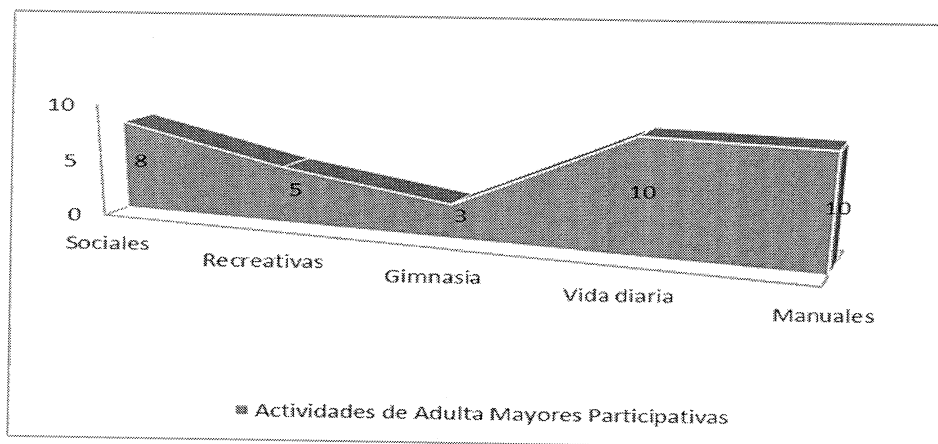 10
5
0
8
5
3
10
10
Sociales
Recreativas
Gimnasia
Vida diaria
Manuales
Actividades de Adulta Mayores Participativas